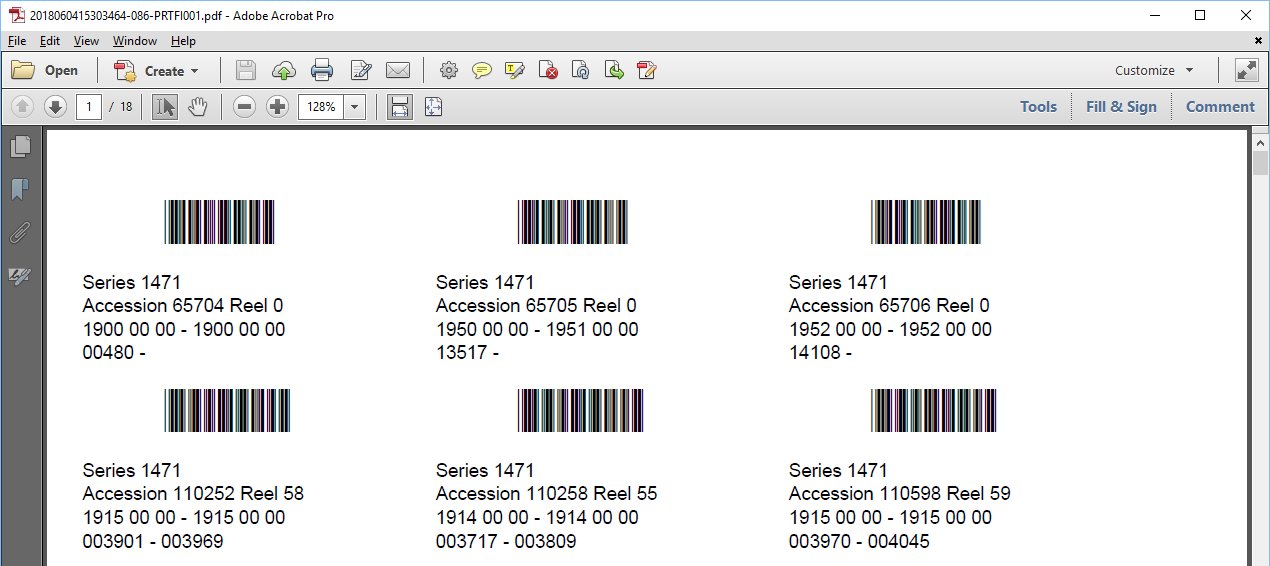 2018060415303464-086-PRTFI001.pdf - Adobe Acrobat Pro
File Edit View Window Help
Open Create Customize
1 / 18 128% Tools Fill & Sign Comment
Series 1471
Accession 65704 Reel 0
1900 00 00 - 1900 00 00
00480 -
Series 1471
Accession 65705 Reel 0
1950 00 00 - 1951 00 00
13517 -
Series 1471
Accession 65706 Reel 0
1952 00 00 - 1952 00 00
14108 -
Series 1471
Accession 110252 Reel 58
1915 00 00 - 1915 00 00
003901 - 003969
Series 1471
Accession 110258 Reel 55
1914 00 00 - 1914 00 00
003717 - 003809
Series 1471
Accession 110598 Reel 59
1915 00 00 - 1915 00 00
003970 - 004045